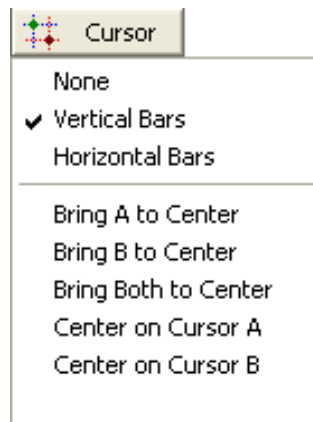 Cursor
None
Vertical Bars
Horizontal Bars
Bring A to Center
Bring B to Center
Bring Both to Center
Center on Cursor A
Center on Cursor B